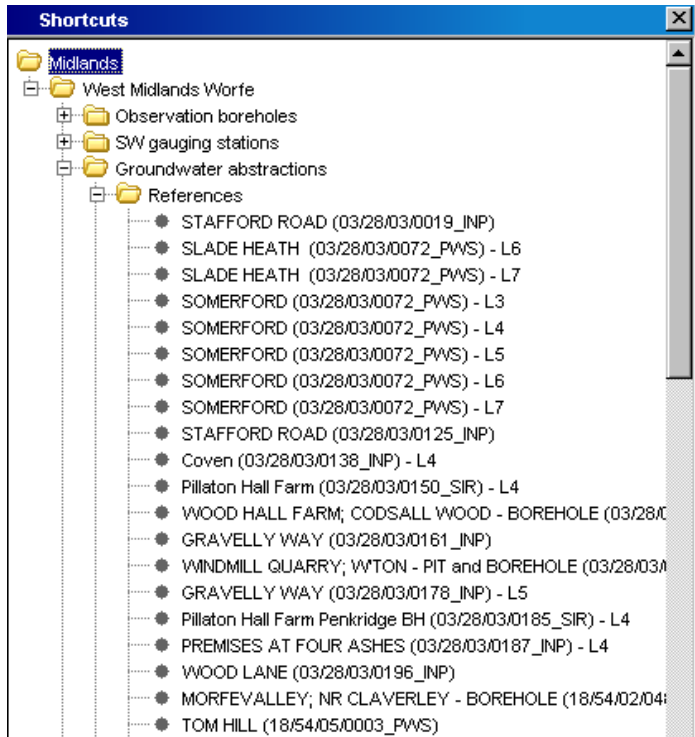 Shortcuts
Midlands
West Midlands Worfe
Observation boreholes
SW gauging stations
Groundwater abstractions
References
STAFFORD ROAD (03/28/03/0019_INP)
SLADE HEATH (03/28/03/0072_PWS) - L6
SLADE HEATH (03/28/03/0072_PWS) - L7
SOMERFORD (03/28/03/0072_PWS) - L3
SOMERFORD (03/28/03/0072_PWS) - L4
SOMERFORD (03/28/03/0072_PWS) - L5
SOMERFORD (03/28/03/0072_PWS) - L6
SOMERFORD (03/28/03/0072_PWS) - L7
STAFFORD ROAD (03/28/03/0125_INP)
Coven (03/28/03/0138_INP) - L4
Pillaton Hall Farm (03/28/03/0150_SIR) - L4
WOOD HALL FARM; CODSALL WOOD - BOREHOLE (03/28/0
GRAVELLY WAY (03/28/03/0161_INP)
WINDMILL QUARRY; W'TON - PIT and BOREHOLE (03/28/03/
GRAVELLY WAY (03/28/03/0178_INP) - L5
Pillaton Hall Farm Penkridge BH (03/28/03/0185_SIR) - L4
PREMISES AT FOUR ASHES (03/28/03/0187_INP) - L4
WOOD LANE (03/28/03/0196_INP)
MORFEVALLEY; NR CLAVERLEY - BOREHOLE (18/54/02/04
TOM HILL (18/54/05/0003_PWS)